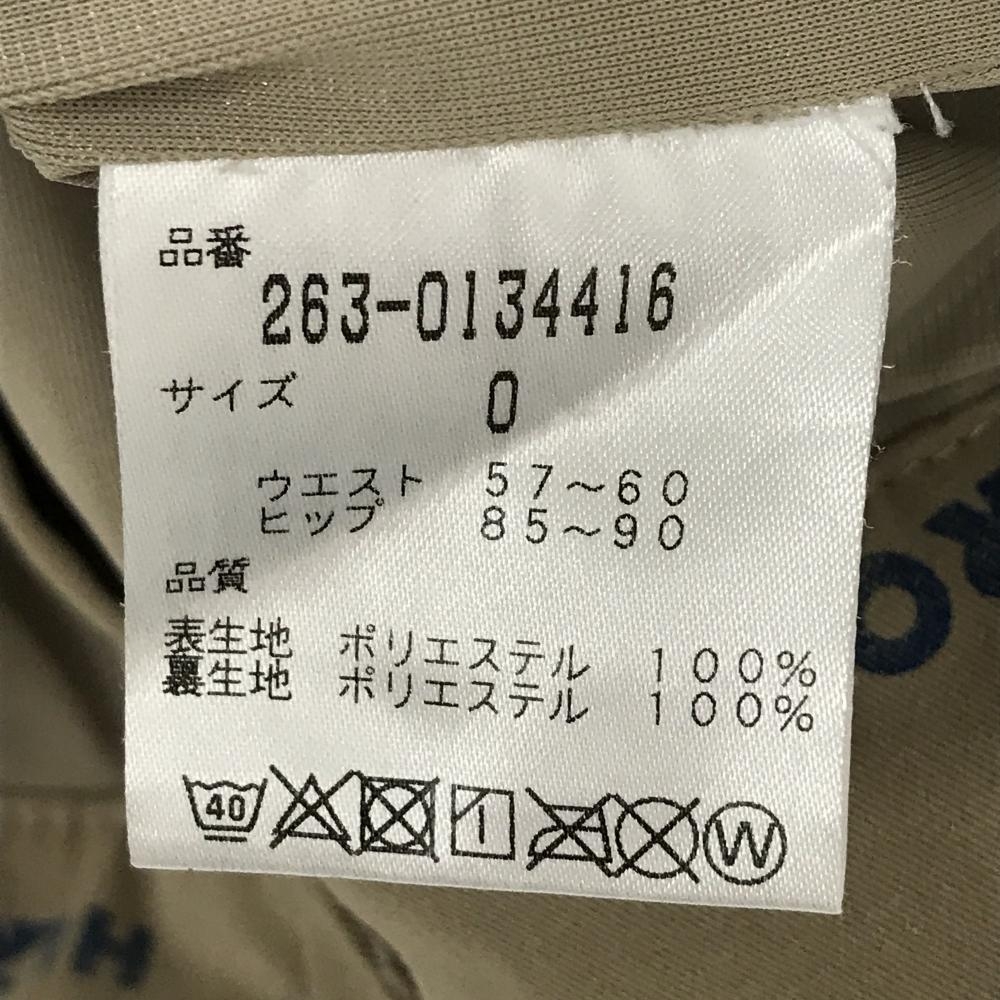 品番
263-0134416
サイズ 0
ウエスト 57～60
ヒップ 85～90
品質
表生地 ポリエステル 100%
裏生地 ポリエステル 100%
40
W